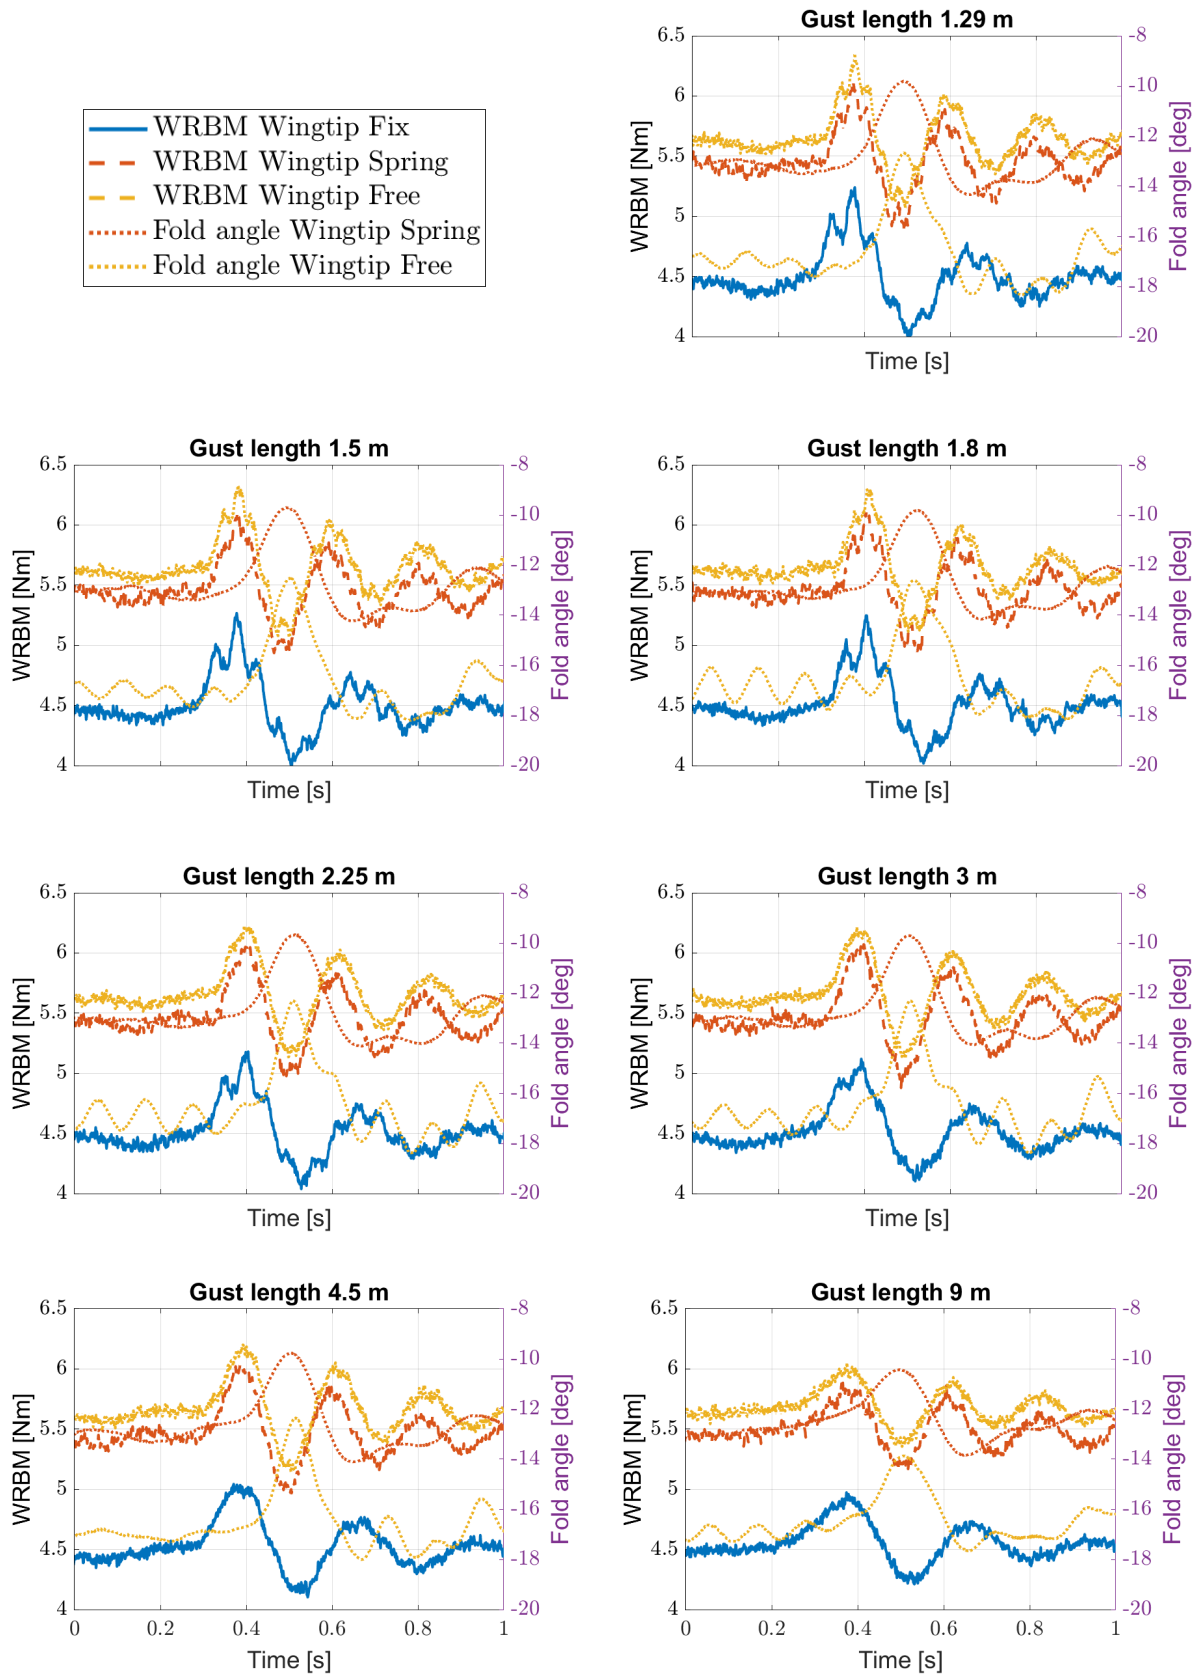 Gust length 1.29 m
WRBM Wingtip Fix
WRBM Wingtip Spring
WRBM Wingtip Free
Fold angle Wingtip Spring
Fold angle Wingtip Free
6.5
6
5.5
5
4.5
4
WRBM [Nm]
-8
-10
-12
-14
-16
-18
-20
Fold angle [deg]
Time [s]
Gust length 1.5 m
6.5
6
5.5
5
4.5
4
WRBM [Nm]
-8
-10
-12
-14
-16
-18
-20
Fold angle [deg]
Time [s]
Gust length 1.8 m
6.5
6
5.5
5
4.5
4
WRBM [Nm]
-8
-10
-12
-14
-16
-18
-20
Fold angle [deg]
Time [s]
Gust length 2.25 m
6.5
6
5.5
5
4.5
4
WRBM [Nm]
-8
-10
-12
-14
-16
-18
-20
Fold angle [deg]
Time [s]
Gust length 3 m
6.5
6
5.5
5
4.5
4
WRBM [Nm]
-8
-10
-12
-14
-16
-18
-20
Fold angle [deg]
Time [s]
Gust length 4.5 m
6.5
6
5.5
5
4.5
4
WRBM [Nm]
-8
-10
-12
-14
-16
-18
-20
Fold angle [deg]
0 0.2 0.4 0.6 0.8 1
Time [s]
Gust length 9 m
6.5
6
5.5
5
4.5
4
WRBM [Nm]
-8
-10
-12
-14
-16
-18
-20
Fold angle [deg]
0 0.2 0.4 0.6 0.8 1
Time [s]